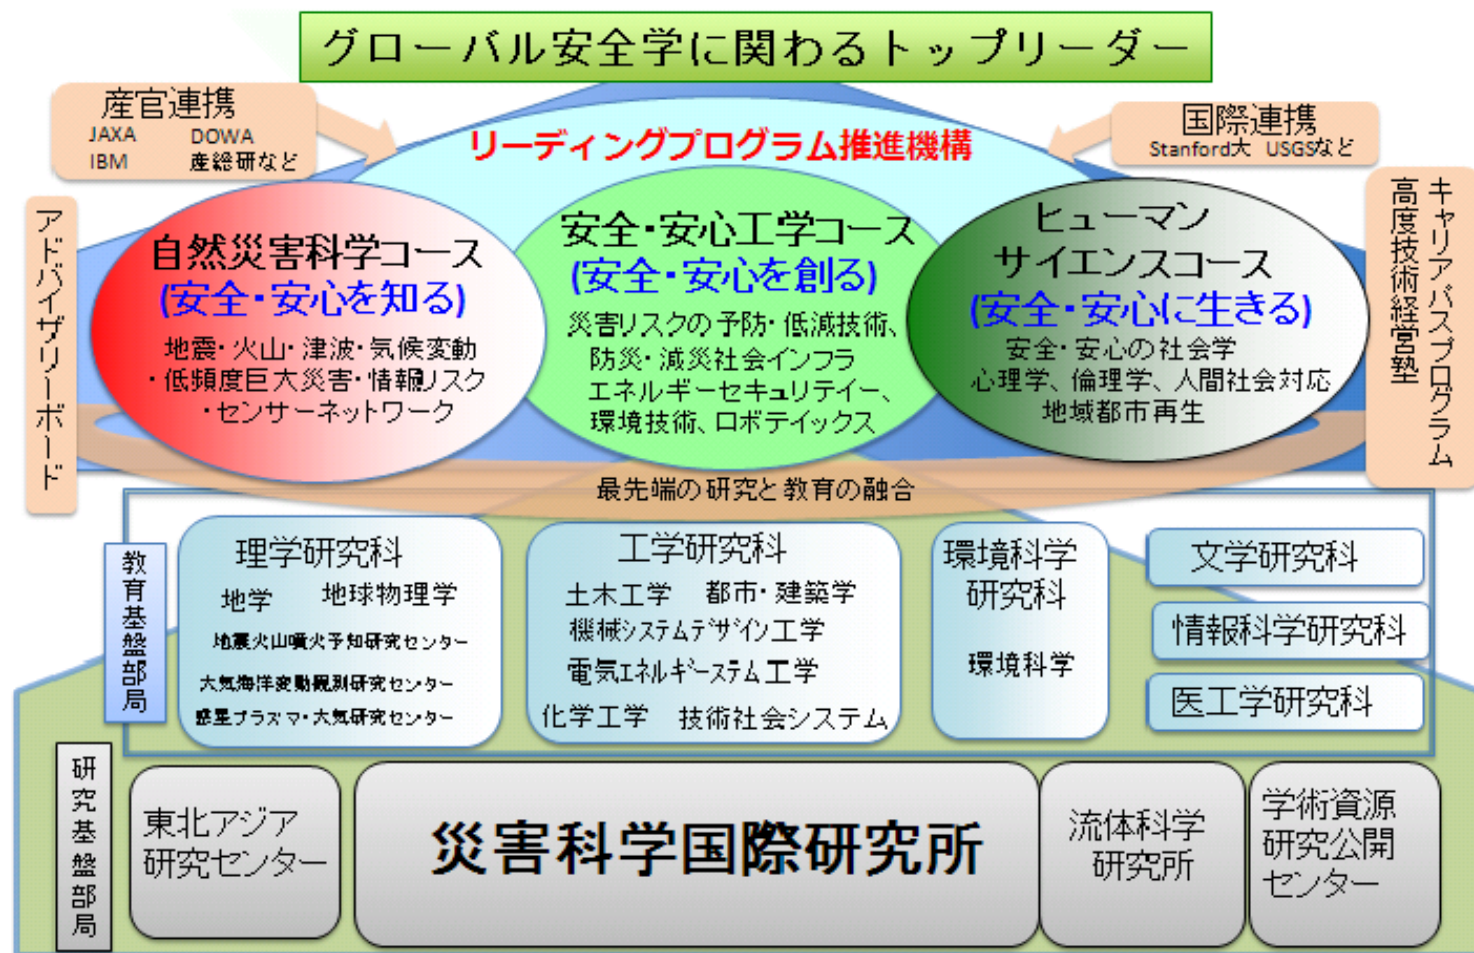 グローバル安全学に関わるトップリーダー
産官連携
JAXA DOWA
IBM 産総研など
リーディングプログラム推進機構
国際連携
Stanford大 USGSなど
アドバイザリーボード
キャリアパスプログラム
高度技術経営塾
自然災害科学コース
(安全・安心を知る)
地震・火山・津波・気候変動
・低頻度巨大災害・情報リスク
・センサーネットワーク
安全・安心工学コース
(安全・安心を創る)
災害リスクの予防・低減技術、
防災・減災社会インフラ
エネルギーセキュリテイー、
環境技術、ロボテイックス
ヒューマン
サイエンスコース
(安全・安心に生きる)
安全・安心の社会学
心理学、倫理学、人間社会対応
地域都市再生
最先端の研究と教育の融合
教育基盤部局
理学研究科
地学 地球物理学
地震火山噴火予知研究センター
大気海洋変動観測研究センター
惑星プラズマ・大気研究センター
工学研究科
土木工学 都市・建築学
機械システムデザイン工学
電気エネルギーステム工学
化学工学 技術社会システム
環境科学
研究科
環境科学
文学研究科
情報科学研究科
医工学研究科
研究基盤部局
東北アジア
研究センター
災害科学国際研究所
流体科学
研究所
学術資源
研究公開
センター